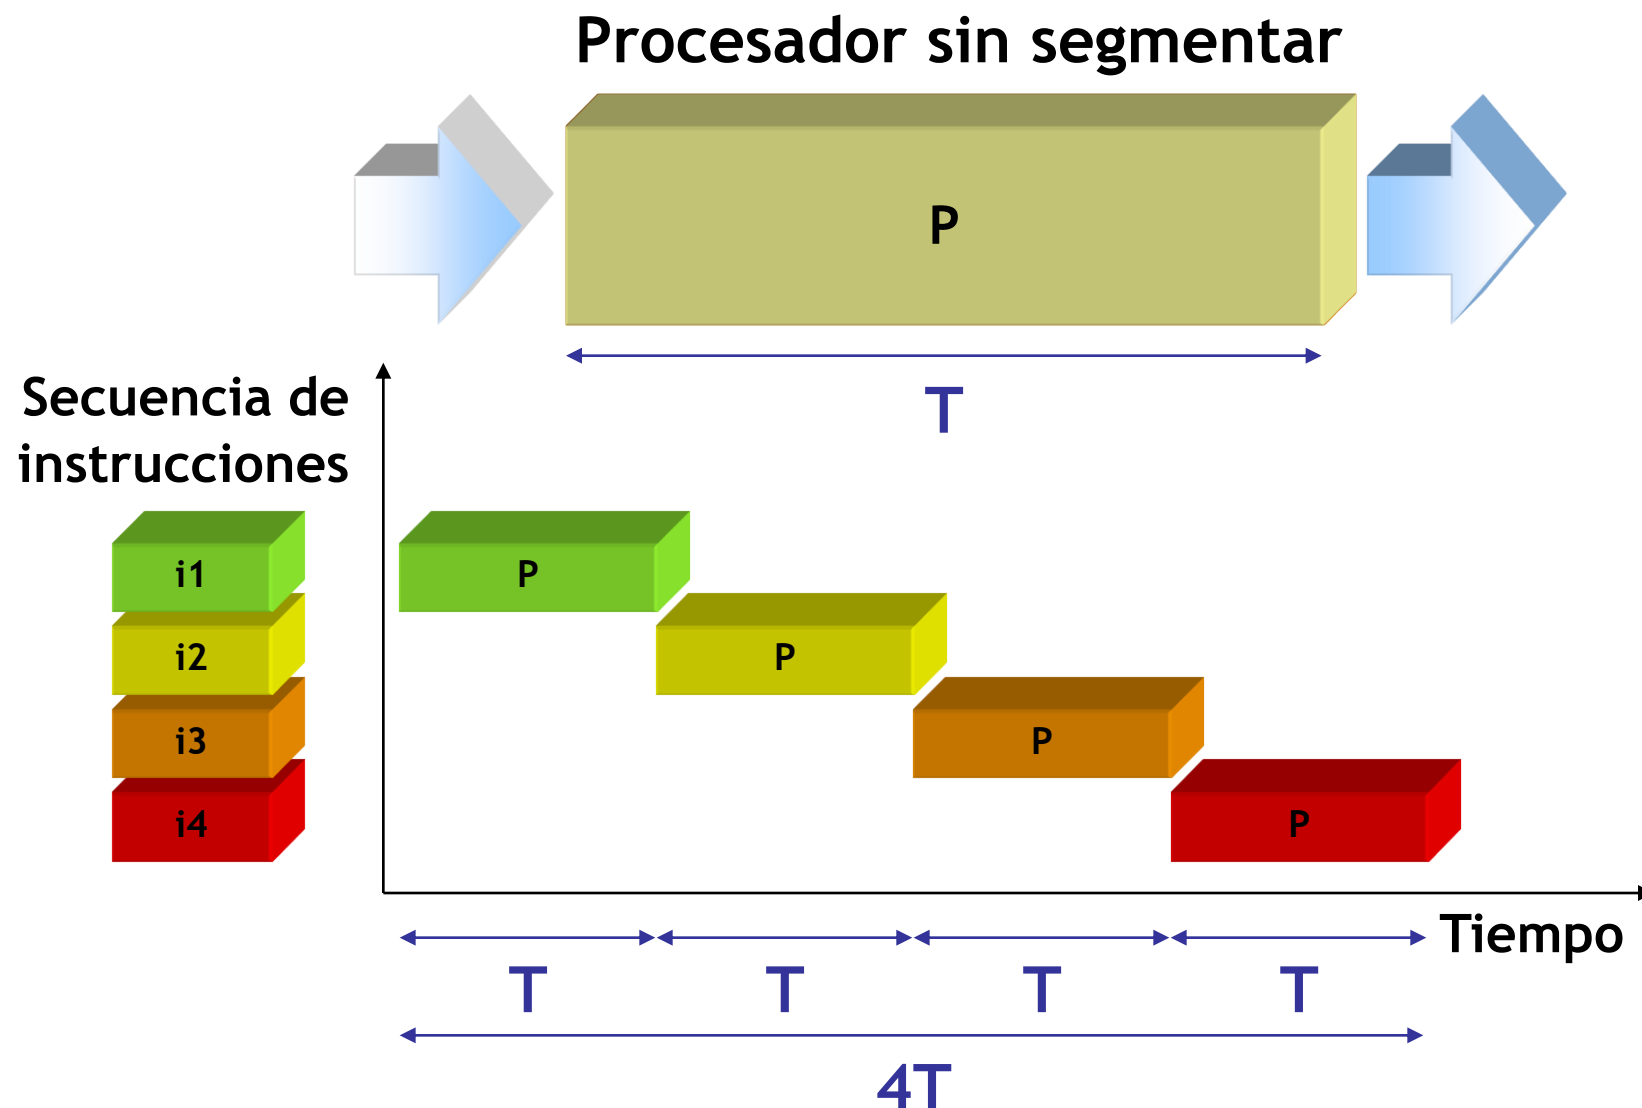 Procesador sin segmentar
P
T
Secuencia de
instrucciones
i1
P
i2
P
i3
P
i4
P
Tiempo
T
T
T
T
4T